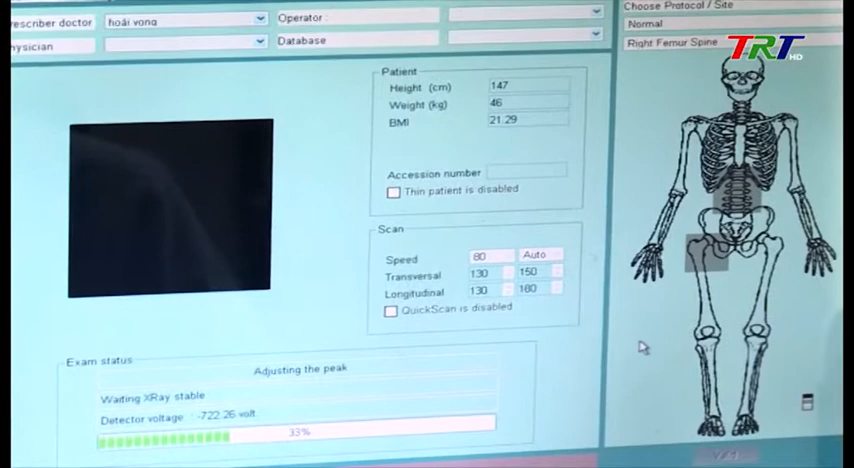 rescriber doctor
hoài vọng
Operator :
hysician
Database
Choose Protocol / Site
Normal
Right Femur Spine
TRT HD
Patient
Height (cm) 147
Weight (kg) 46
BMI 21.29
Accession number
Thin patient is disabled
Scan
Speed 80 Auto
Transversal 130 150
Longitudinal 130 180
QuickScan is disabled
Exam status
Adjusting the peak
Waiting XRay stable
Detector voltage : -722.26 volt
33%